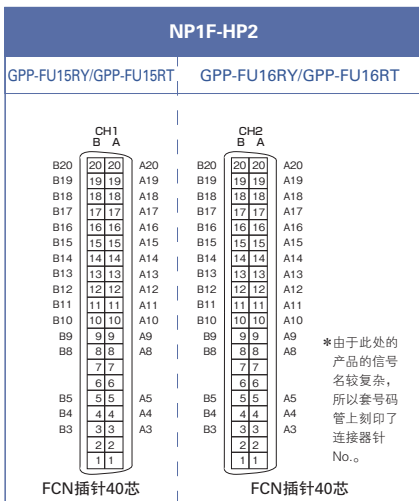 NP1F-HP2
GPP-FU15RY/GPP-FU15RT GPP-FU16RY/GPP-FU16RT
CH1 CH2
B A B A
B20 20 20 A20 B20 20 20 A20
B19 19 19 A19 B19 19 19 A19
B18 18 18 A18 B18 18 18 A18
B17 17 17 A17 B17 17 17 A17
B16 16 16 A16 B16 16 16 A16
B15 15 15 A15 B15 15 15 A15
B14 14 14 A14 B14 14 14 A14
B13 13 13 A13 B13 13 13 A13
B12 12 12 A12 B12 12 12 A12
B11 11 11 A11 B11 11 11 A11
B10 10 10 A10 B10 10 10 A10
B9 9 9 A9 B9 9 9 A9
B8 8 8 A8 B8 8 8 A8
7 7 7 7
6 6 6 6
B5 5 5 A5 B5 5 5 A5
B4 4 4 A4 B4 4 4 A4
B3 3 3 A3 B3 3 3 A3
2 2 2 2
1 1 1 1
*由于此处的
产品的信号
名较复杂，
所以套号码
管上刻印了
连接器针
No.。
FCN插针40芯 FCN插针40芯